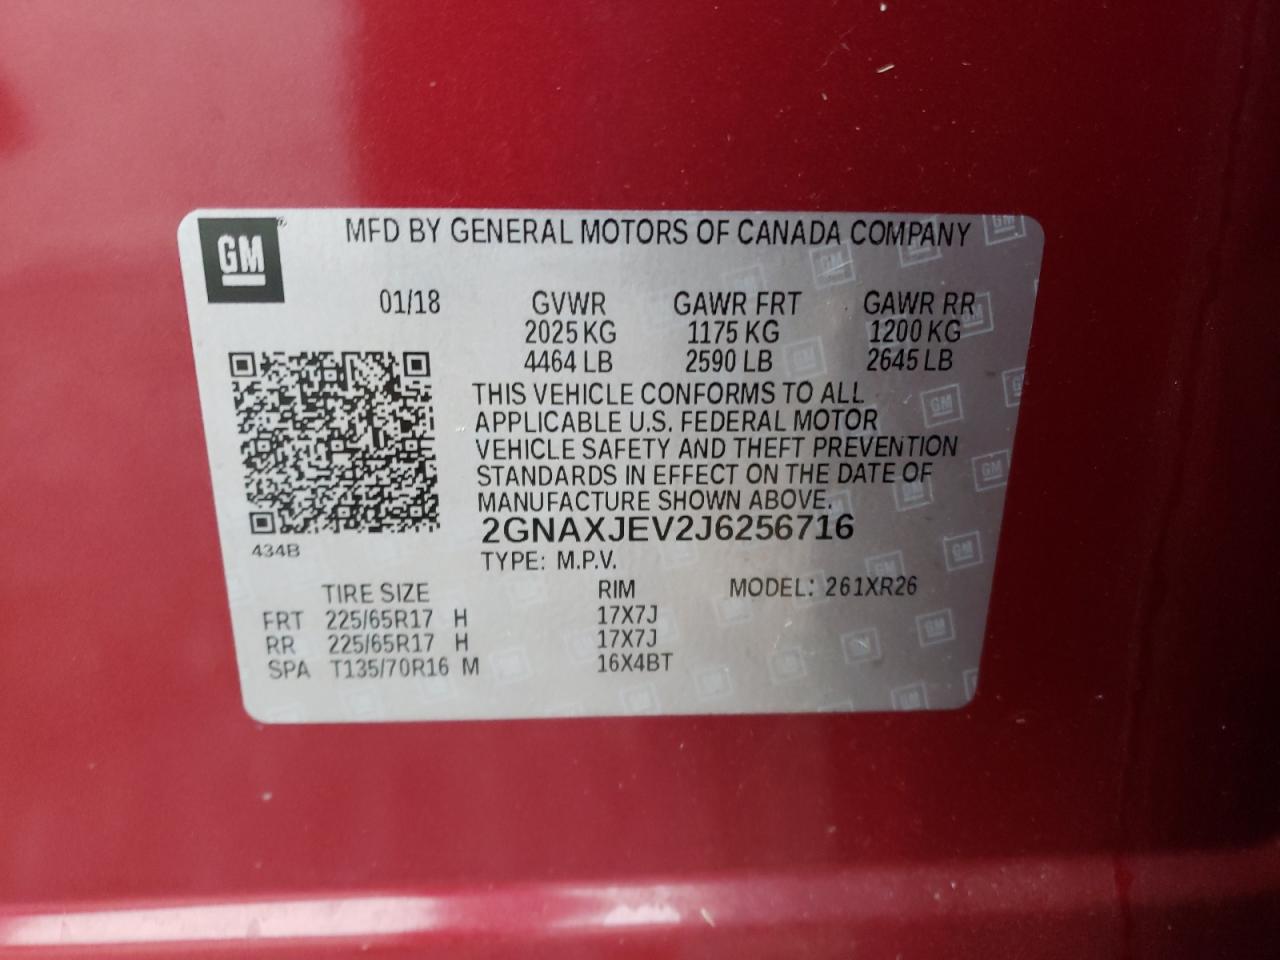 GM
MFD BY GENERAL MOTORS OF CANADA COMPANY
01/18 GVWR GAWR FRT GAWR RR
2025 KG 1175 KG 1200 KG
4464 LB 2590 LB 2645 LB
THIS VEHICLE CONFORMS TO ALL
APPLICABLE U.S. FEDERAL MOTOR
VEHICLE SAFETY AND THEFT PREVENTION
STANDARDS IN EFFECT ON THE DATE OF
MANUFACTURE SHOWN ABOVE.
2GNAXJEV2J6256716
434B
TYPE: M.P.V.
TIRE SIZE RIM MODEL: 261XR26
FRT 225/65R17 H 17X7J
RR 225/65R17 H 17X7J
SPA T135/70R16 M 16X4BT